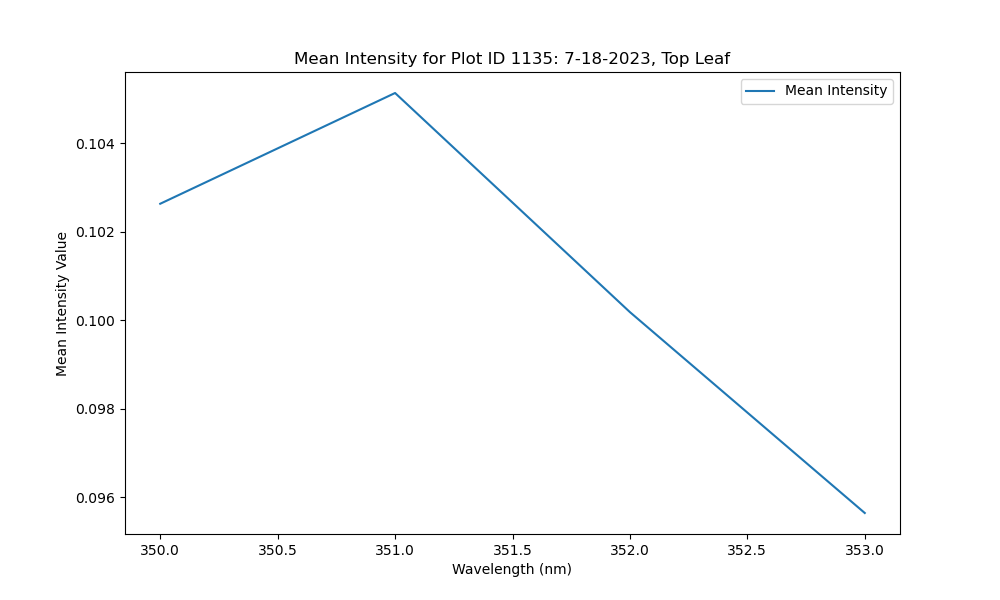 Mean Intensity for Plot ID 1135: 7-18-2023, Top Leaf
Mean Intensity
0.104
0.102
0.100
0.098
0.096
Mean Intensity Value
350.0 350.5 351.0 351.5 352.0 352.5 353.0
Wavelength (nm)